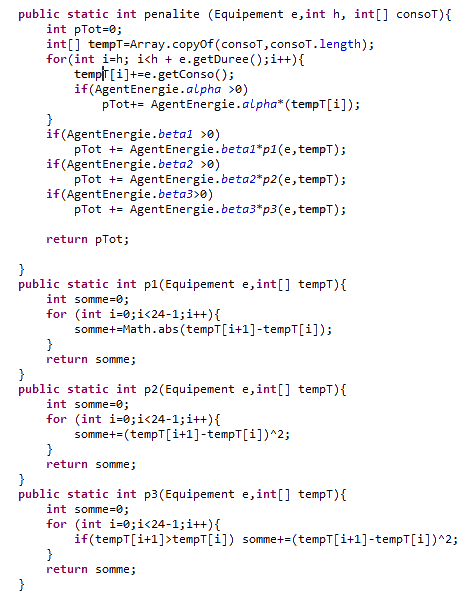 public static int penalite (Equipement e,int h, int[] consoT){
int pTot=0;
int[] tempT=Array.copyOf(consoT,consoT.length);
for(int i=h; i<h + e.getDuree();i++){
tempT[i]+=e.getConso();
if(AgentEnergie.alpha >0)
pTot+= AgentEnergie.alpha*(tempT[i]);
}
if(AgentEnergie.beta1 >0)
pTot += AgentEnergie.beta1*p1(e,tempT);
if(AgentEnergie.beta2 >0)
pTot += AgentEnergie.beta2*p2(e,tempT);
if(AgentEnergie.beta3>0)
pTot += AgentEnergie.beta3*p3(e,tempT);
return pTot;
}
public static int p1(Equipement e,int[] tempT){
int somme=0;
for (int i=0;i<24-1;i++){
somme+=Math.abs(tempT[i+1]-tempT[i]);
}
return somme;
}
public static int p2(Equipement e,int[] tempT){
int somme=0;
for (int i=0;i<24-1;i++){
somme+=(tempT[i+1]-tempT[i])^2;
}
return somme;
}
public static int p3(Equipement e,int[] tempT){
int somme=0;
for (int i=0;i<24-1;i++){
if(tempT[i+1]>tempT[i]) somme+=(tempT[i+1]-tempT[i])^2;
}
return somme;
}